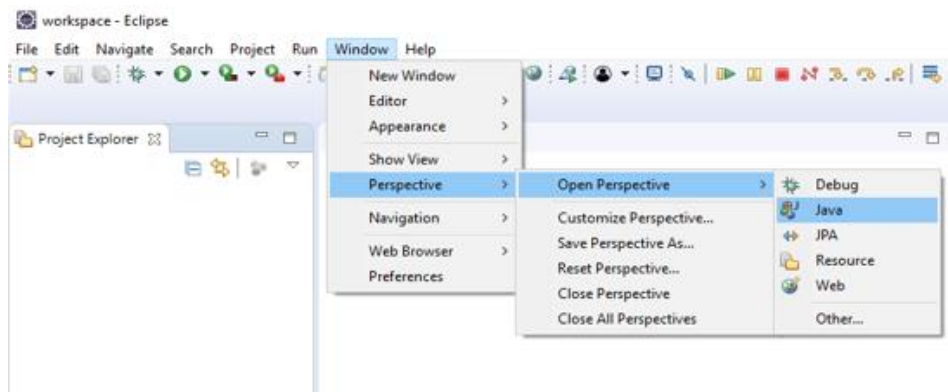 workspace - Eclipse
File Edit Navigate Search Project Run Window Help
Project Explorer
New Window
Editor
Appearance
Show View
Perspective
Navigation
Web Browser
Preferences
Open Perspective
Customize Perspective...
Save Perspective As...
Reset Perspective...
Close Perspective
Close All Perspectives
Debug
Java
JPA
Resource
Web
Other...